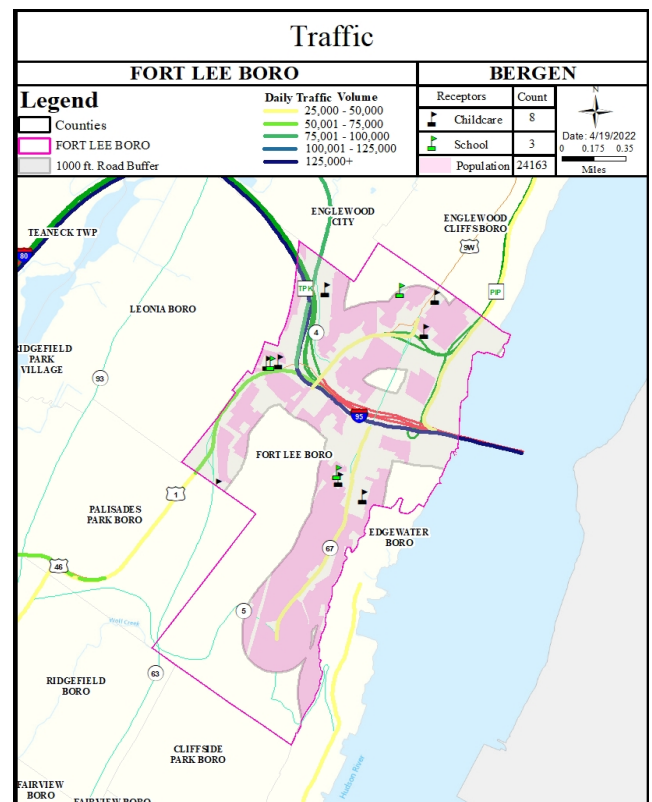 Traffic
FORT LEE BORO
BERGEN
Legend
Counties
FORT LEE BORO
1000 ft. Road Buffer
Daily Traffic Volume
25,000 - 50,000
50,001 - 75,000
75,001 - 100,000
100,001 - 125,000
125,000+
Receptors Count
Childcare 8
School 3
Population 24163
N
Date: 4/19/2022
0 0.175 0.35
Miles
ENGLEWOOD
CITY
ENGLEWOOD
CLIFFS BORO
TEANECK TWP
9W
80
TPK
PIP
LEONIA BORO
4
RIDGEFIELD
PARK
VILLAGE
93
95
FORT LEE BORO
1
PALISADES
PARK BORO
EDGEWATER
BORO
67
46
5
Wolf Creek
63
RIDGEFIELD
BORO
CLIFFSIDE
PARK BORO
Hudson River
FAIRVIEW
BORO
FAIRVIEW BORO